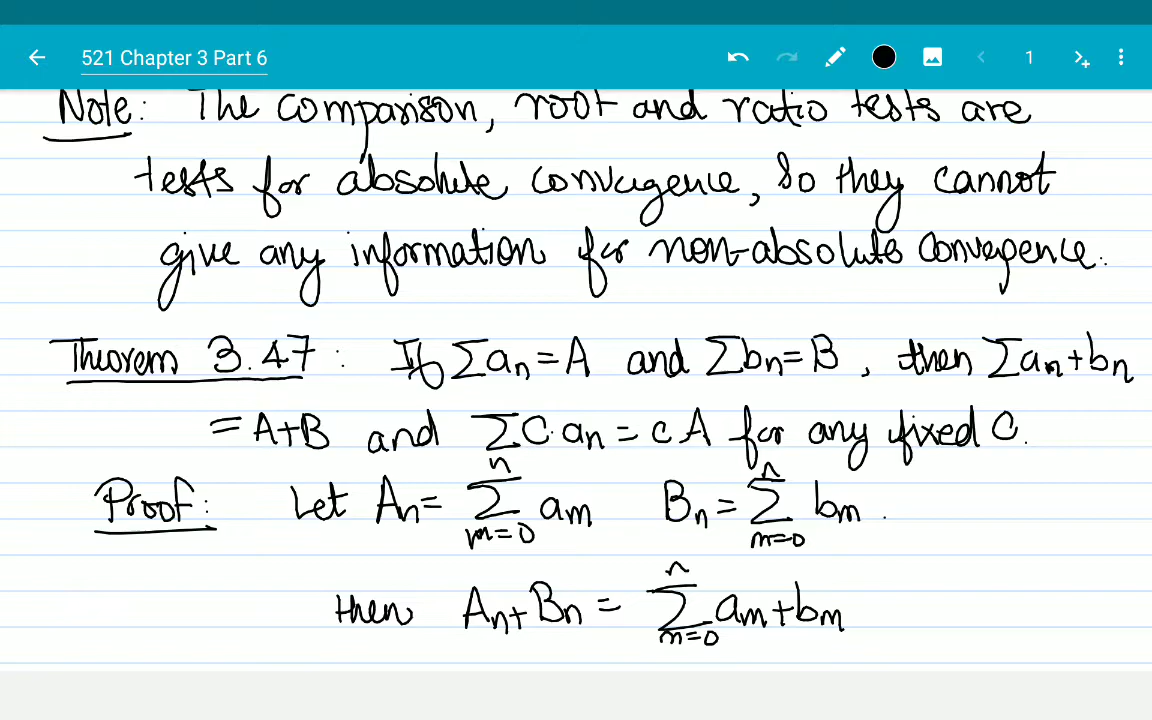 521 Chapter 3 Part 6
1
Note: The comparison, root and ratio tests are
tests for absolute convergence, so they cannot
give any information for non-absolute convergence.
Theorem 3.47: If Σan = A and Σbn = B, then Σan+bn
= A+B and ΣC·an = cA for any fixed C.
Proof: Let An = Σ_{m=0}^{n} am Bn = Σ_{m=0}^{n} bm.
then An+Bn = Σ_{m=0}^{n} am+bm